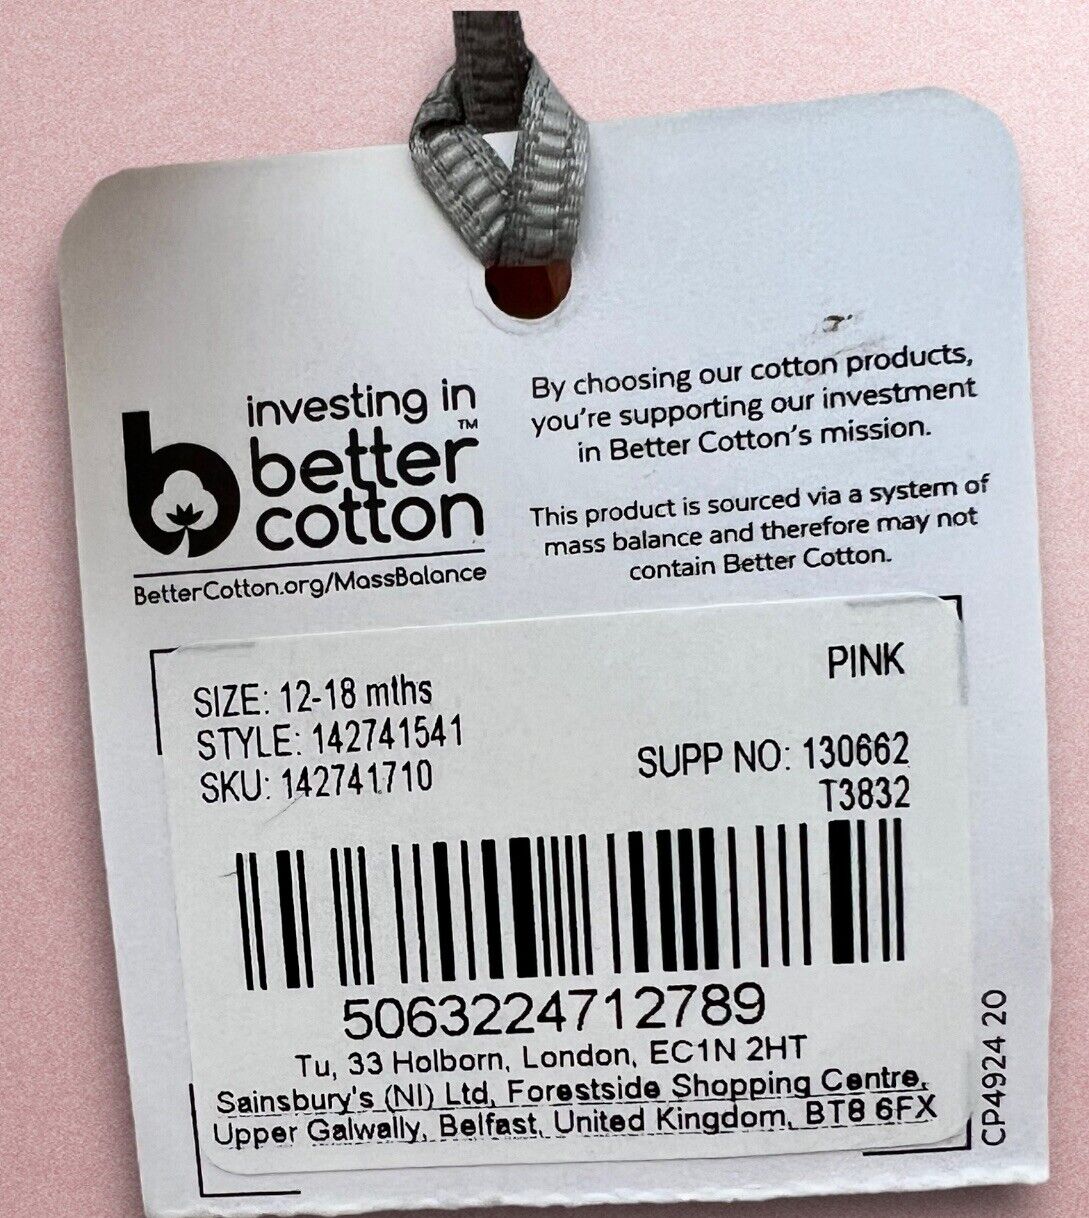 investing in
better™
cotton
BetterCotton.org/MassBalance
By choosing our cotton products,
you're supporting our investment
in Better Cotton's mission.
This product is sourced via a system of
mass balance and therefore may not
contain Better Cotton.
PINK
SIZE: 12-18 mths
STYLE: 142741541
SKU: 142741710
SUPP NO: 130662
T3832
5063224712789
Tu, 33 Holborn, London, EC1N 2HT
Sainsbury's (NI) Ltd, Forestside Shopping Centre,
Upper Galwally, Belfast, United Kingdom, BT8 6FX
CP4924 20